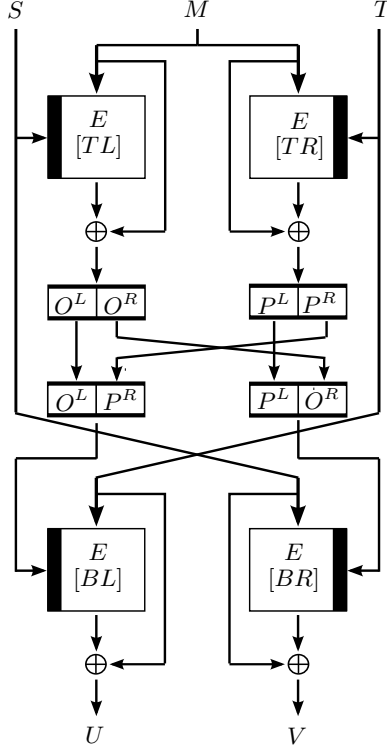 S M T
E E
[TL] [TR]
O^L O^R P^L P^R
O^L P^R P^L O^R
E E
[BL] [BR]
U V